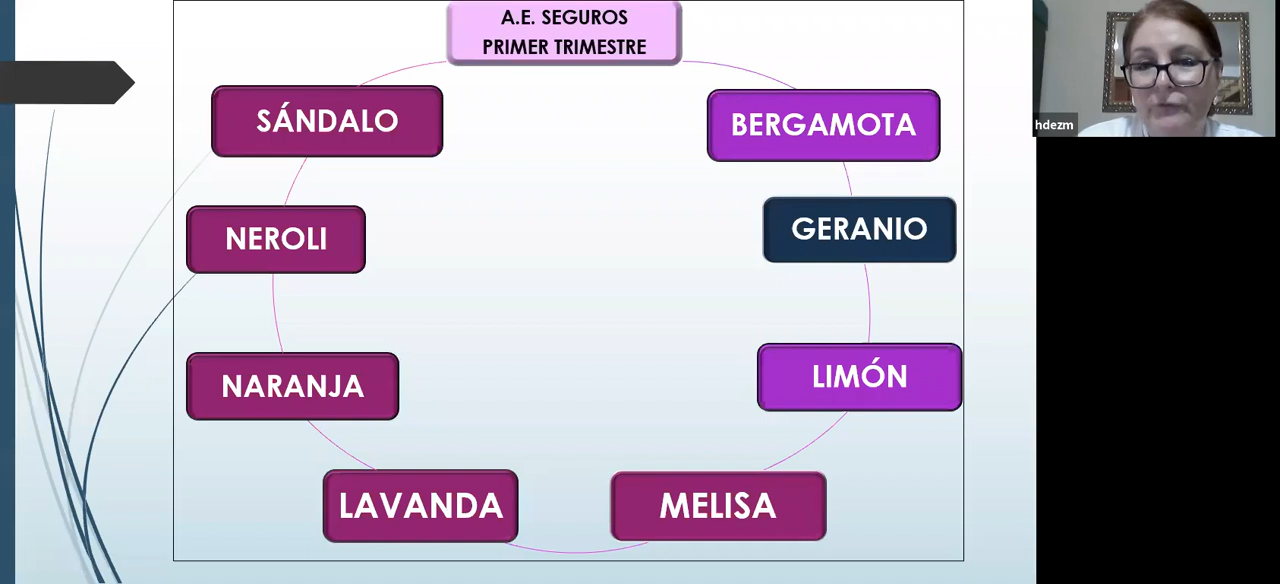 A.E. SEGUROS
PRIMER TRIMESTRE
SÁNDALO
BERGAMOTA
hdezm
NEROLI
GERANIO
NARANJA
LIMÓN
LAVANDA
MELISA